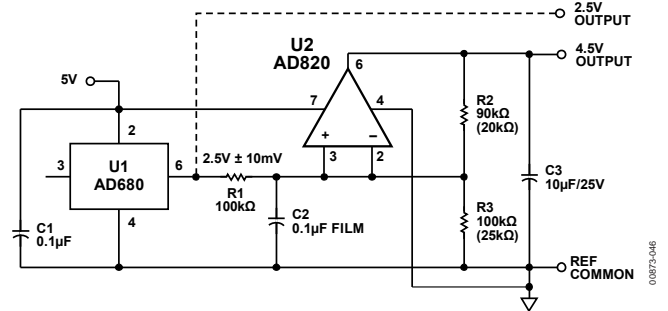 2.5V
OUTPUT
U2
AD820
6
4.5V
OUTPUT
5V
7
4
R2
90kΩ
(20kΩ)
2
+
–
3
U1
AD680
6
2.5V ± 10mV
3
2
R1
100kΩ
C3
10µF/25V
C1
0.1µF
4
C2
0.1µF FILM
R3
100kΩ
(25kΩ)
REF
COMMON
00873-046